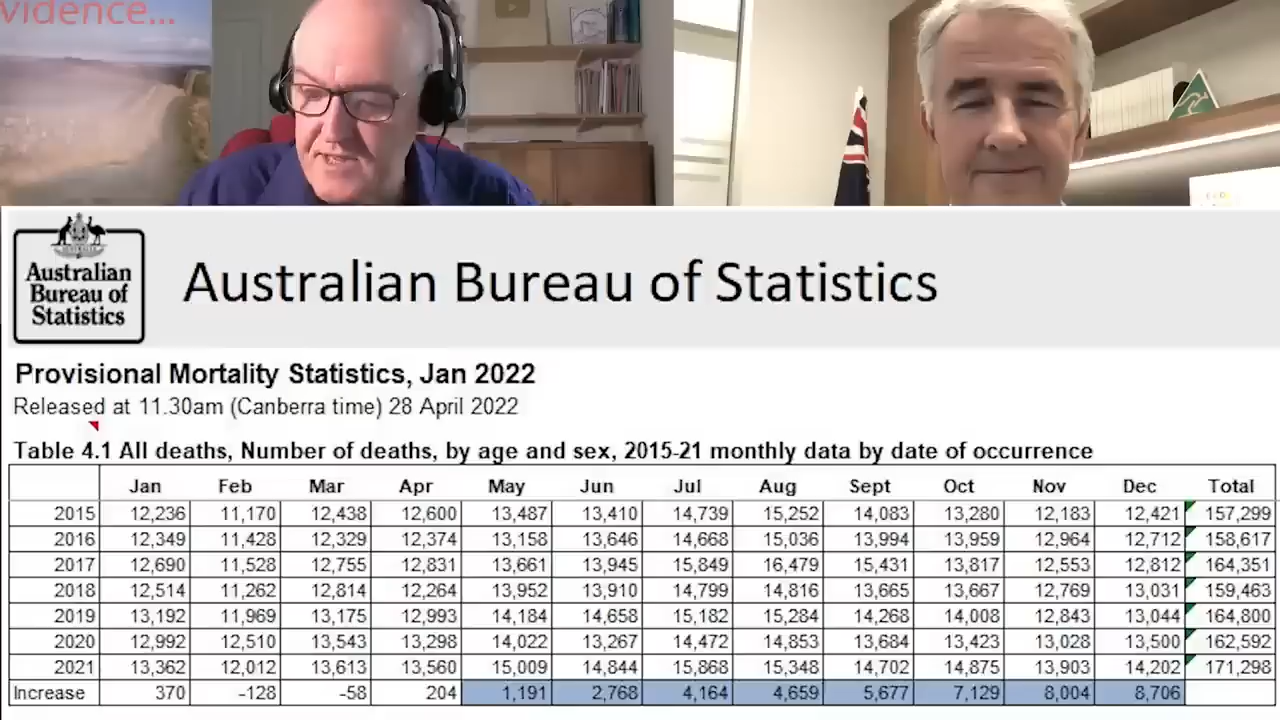 vidence...
Australian
Bureau of
Statistics
Australian Bureau of Statistics
Provisional Mortality Statistics, Jan 2022
Released at 11.30am (Canberra time) 28 April 2022
Table 4.1 All deaths, Number of deaths, by age and sex, 2015-21 monthly data by date of occurrence
Jan Feb Mar Apr May Jun Jul Aug Sept Oct Nov Dec Total
2015 12,236 11,170 12,438 12,600 13,487 13,410 14,739 15,252 14,083 13,280 12,183 12,421 157,299
2016 12,349 11,428 12,329 12,374 13,158 13,646 14,668 15,036 13,994 13,959 12,964 12,712 158,617
2017 12,690 11,528 12,755 12,831 13,661 13,945 15,849 16,479 15,431 13,817 12,553 12,812 164,351
2018 12,514 11,262 12,814 12,264 13,952 13,910 14,799 14,816 13,665 13,667 12,769 13,031 159,463
2019 13,192 11,969 13,175 12,993 14,184 14,658 15,182 15,284 14,268 14,008 12,843 13,044 164,800
2020 12,992 12,510 13,543 13,298 14,022 13,267 14,472 14,853 13,684 13,423 13,028 13,500 162,592
2021 13,362 12,012 13,613 13,560 15,009 14,844 15,868 15,348 14,702 14,875 13,903 14,202 171,298
Increase 370 -128 -58 204 1,191 2,768 4,164 4,659 5,677 7,129 8,004 8,706